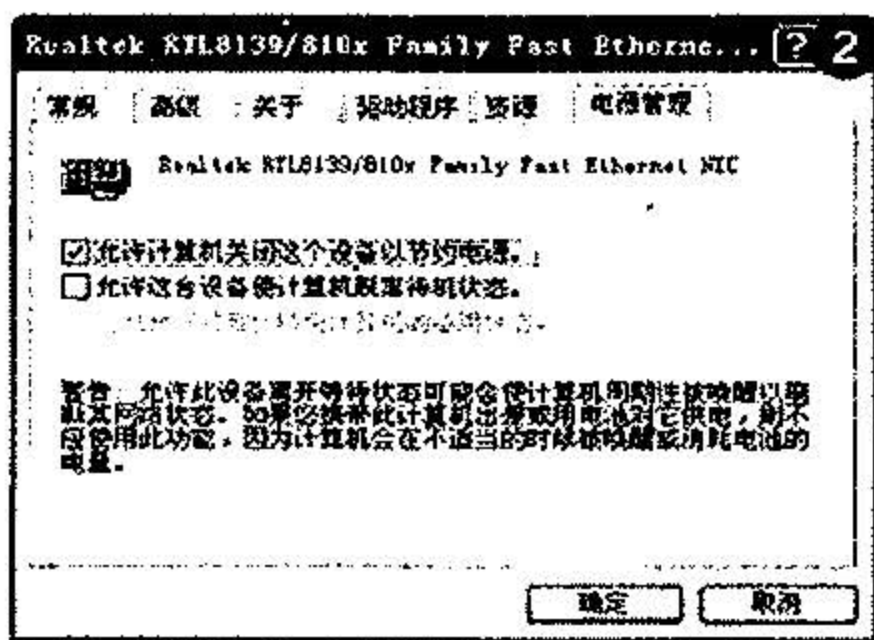 Realtek RTL8139/810x Family Fast Etherne... ? 2
常规 高级 关于 驱动程序 资源 电源管理
Realtek RTL8139/810x Family Fast Ethernet NIC
允许计算机关闭这个设备以节约电源。
允许这台设备使计算机脱离待机状态。
警告: 允许此设备离开等待状态可能会使计算机周期性被唤醒以
其网络状态。如果您携带此计算机出差或用电池对它供电,则不
应使用此功能,因为计算机会在不适当的时候被唤醒或消耗电池的
电量。
确定 取消